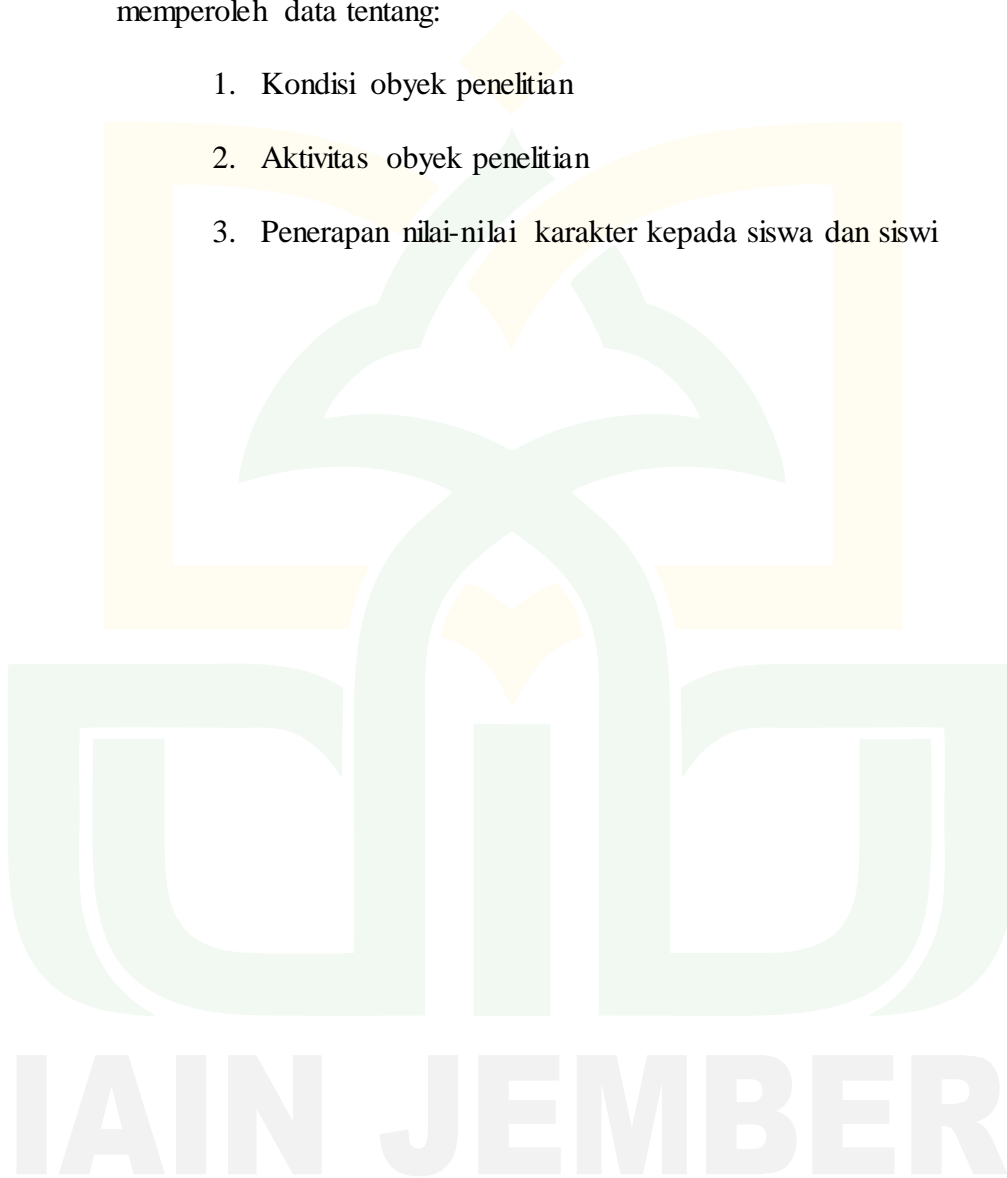 memperoleh data tentang:
1. Kondisi obyek penelitian
2. Aktivitas obyek penelitian
3. Penerapan nilai-nilai karakter kepada siswa dan siswi
IAIN JEMBER